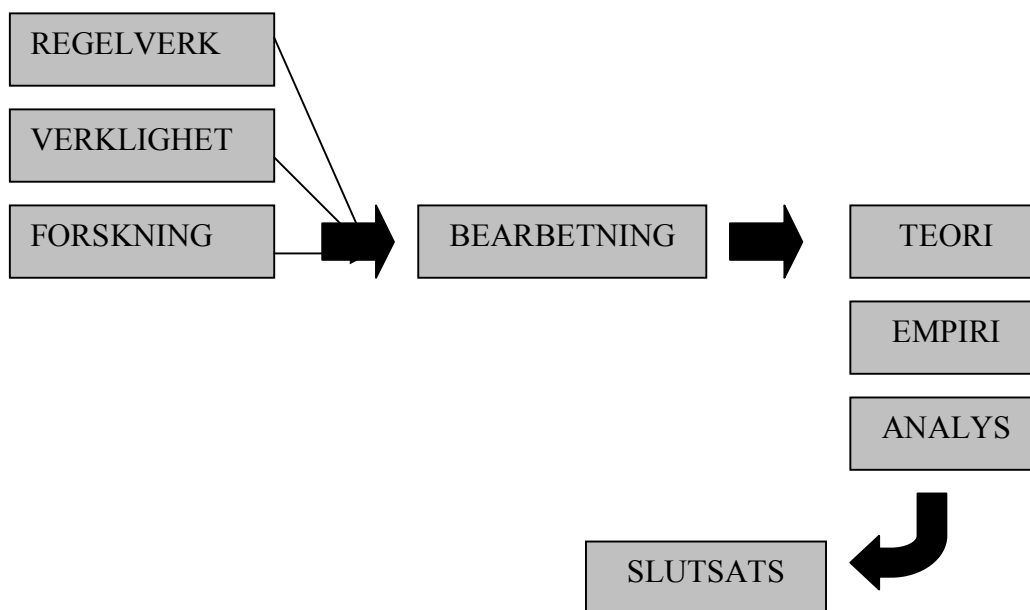 REGELVERK
VERKLIGHET
FORSKNING
BEARBETNING
TEORI
EMPIRI
ANALYS
SLUTSATS